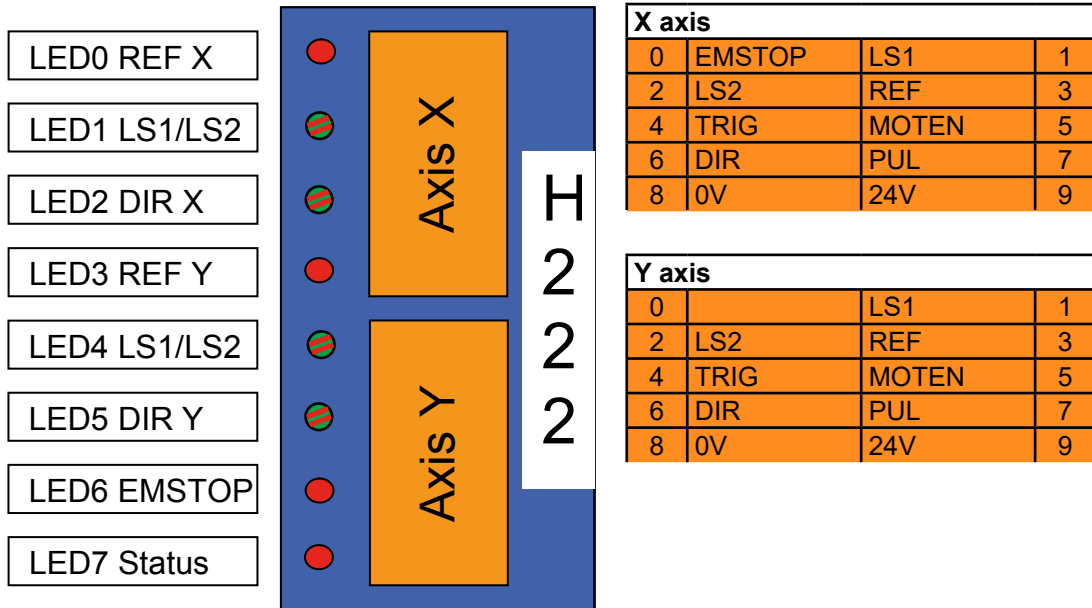 LED0 REF X
LED1 LS1/LS2
LED2 DIR X
LED3 REF Y
LED4 LS1/LS2
LED5 DIR Y
LED6 EMSTOP
LED7 Status
Axis X
Axis Y
H
2
2
2
X axis
0 EMSTOP LS1 1
2 LS2 REF 3
4 TRIG MOTEN 5
6 DIR PUL 7
8 0V 24V 9
Y axis
0 LS1 1
2 LS2 REF 3
4 TRIG MOTEN 5
6 DIR PUL 7
8 0V 24V 9